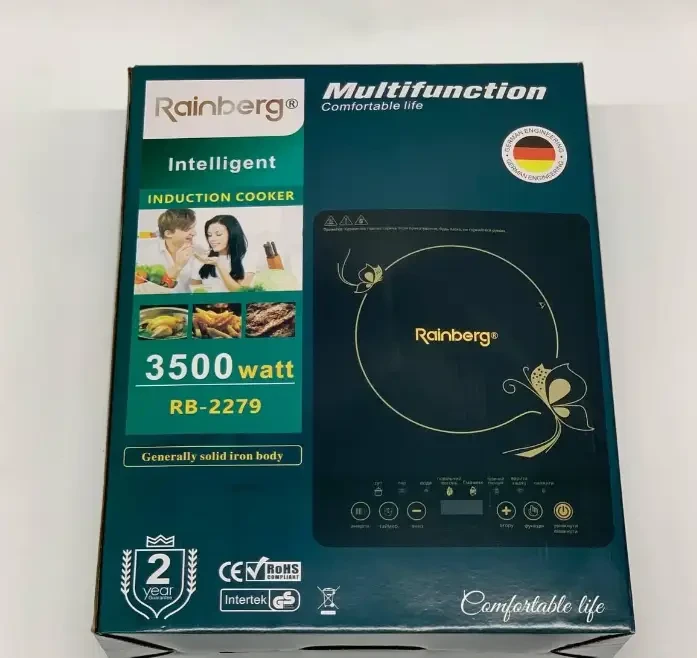 Rainberg®
Multifunction
Comfortable life
Intelligent
INDUCTION COOKER
GERMAN ENGINEERING
GERMAN ENGINEERING
Rainberg®
3500 watt
RB-2279
Generally solid iron body
2
year
Guarantee
CE RoHS
COMPLIANT
Intertek GS
Comfortable life